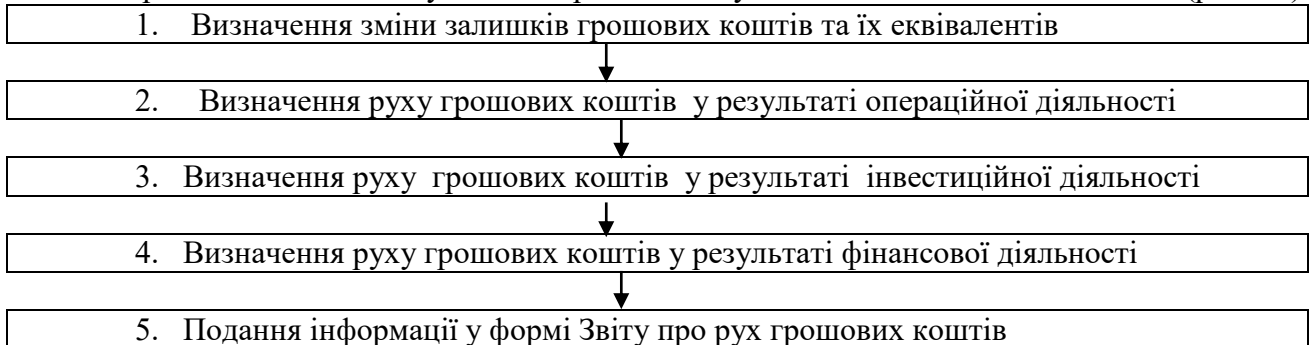 1. Визначення зміни залишків грошових коштів та їх еквівалентів
2. Визначення руху грошових коштів у результаті операційної діяльності
3. Визначення руху грошових коштів у результаті інвестиційної діяльності
4. Визначення руху грошових коштів у результаті фінансової діяльності
5. Подання інформації у формі Звіту про рух грошових коштів